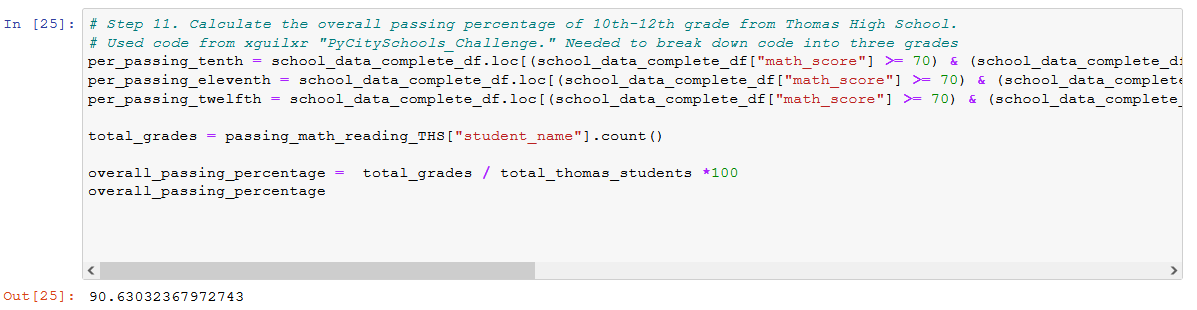 In [25]: # Step 11. Calculate the overall passing percentage of 10th-12th grade from Thomas High School.
# Used code from xguilxr "PyCitySchools_Challenge." Needed to break down code into three grades
per_passing_tenth = school_data_complete_df.loc[(school_data_complete_df["math_score"] >= 70) & (school_data_complete_d
per_passing_eleventh = school_data_complete_df.loc[(school_data_complete_df["math_score"] >= 70) & (school_data_complete
per_passing_twelfth = school_data_complete_df.loc[(school_data_complete_df["math_score"] >= 70) & (school_data_complete_
total_grades = passing_math_reading_THS["student_name"].count()
overall_passing_percentage =  total_grades / total_thomas_students *100
overall_passing_percentage
Out[25]: 90.63032367972743